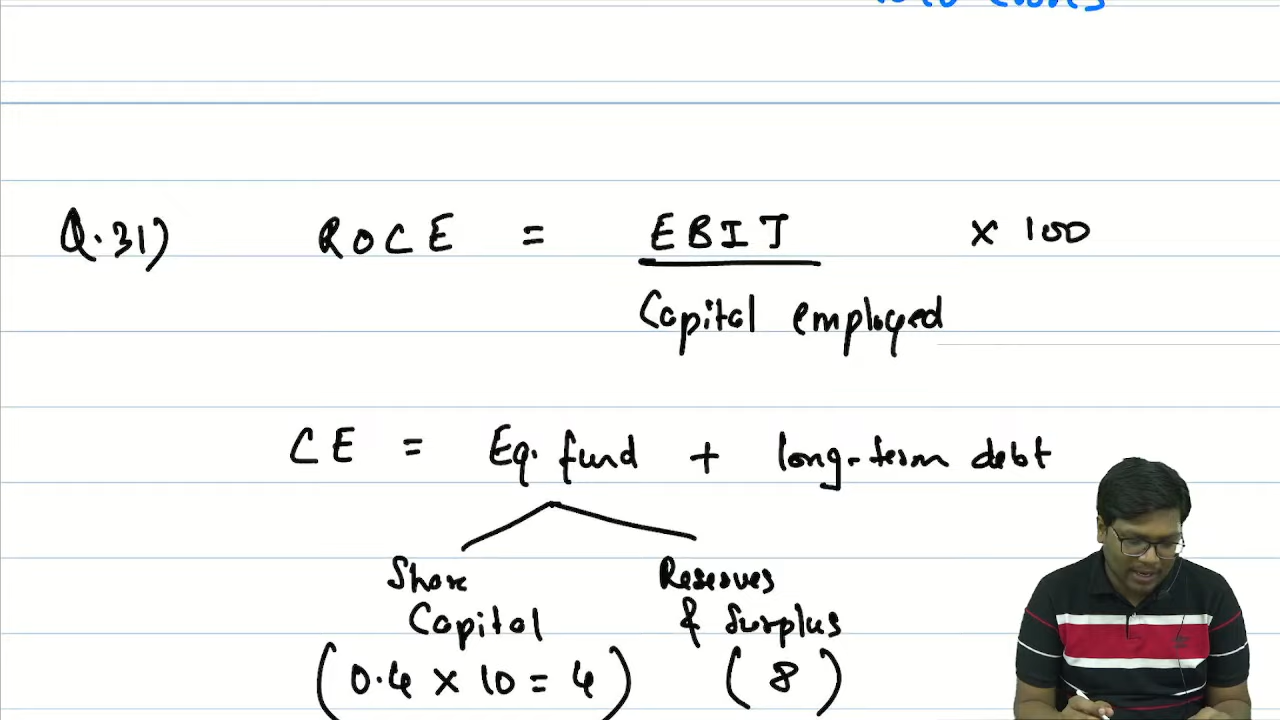 Q.31) ROCE = EBIT × 100
Capital employed
CE = Eq. fund + long-term debt
Share Reserves
Capital & Surplus
(0.4 × 10 = 4) (8)